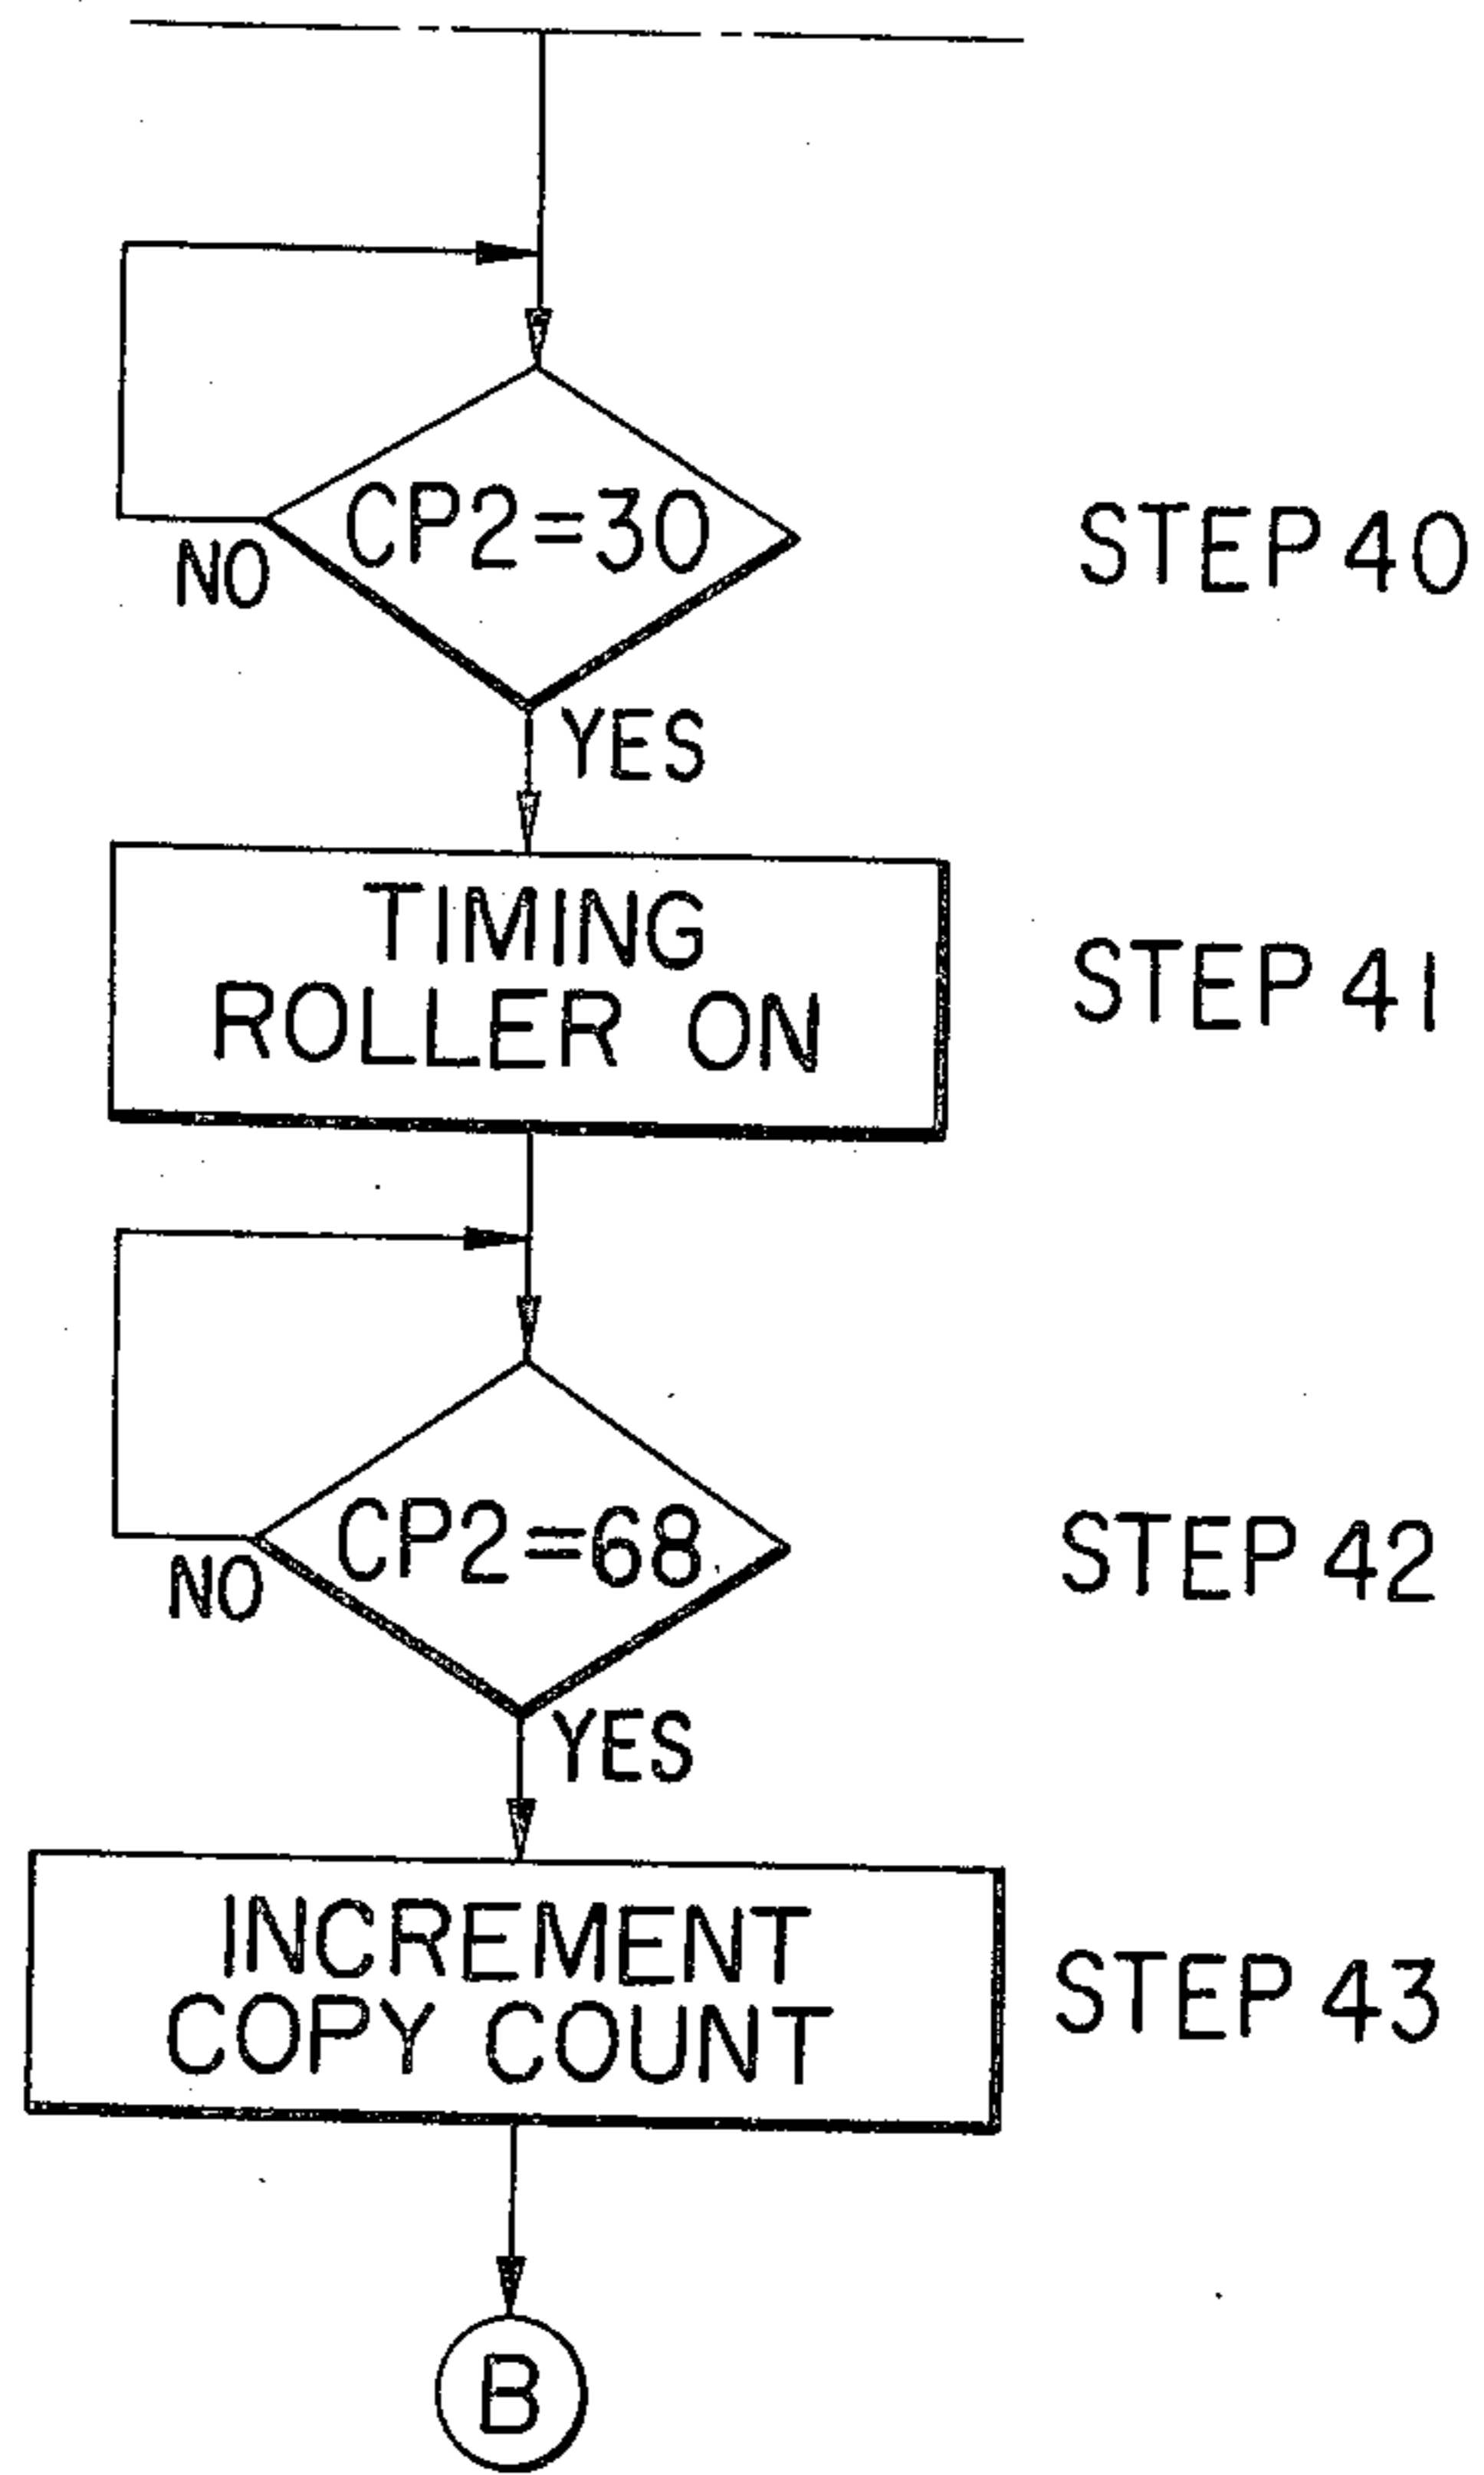 CP2=30
STEP 40
NO
YES
TIMING
ROLLER ON
STEP 41
CP2=68
STEP 42
NO
YES
INCREMENT
COPY COUNT
STEP 43
B